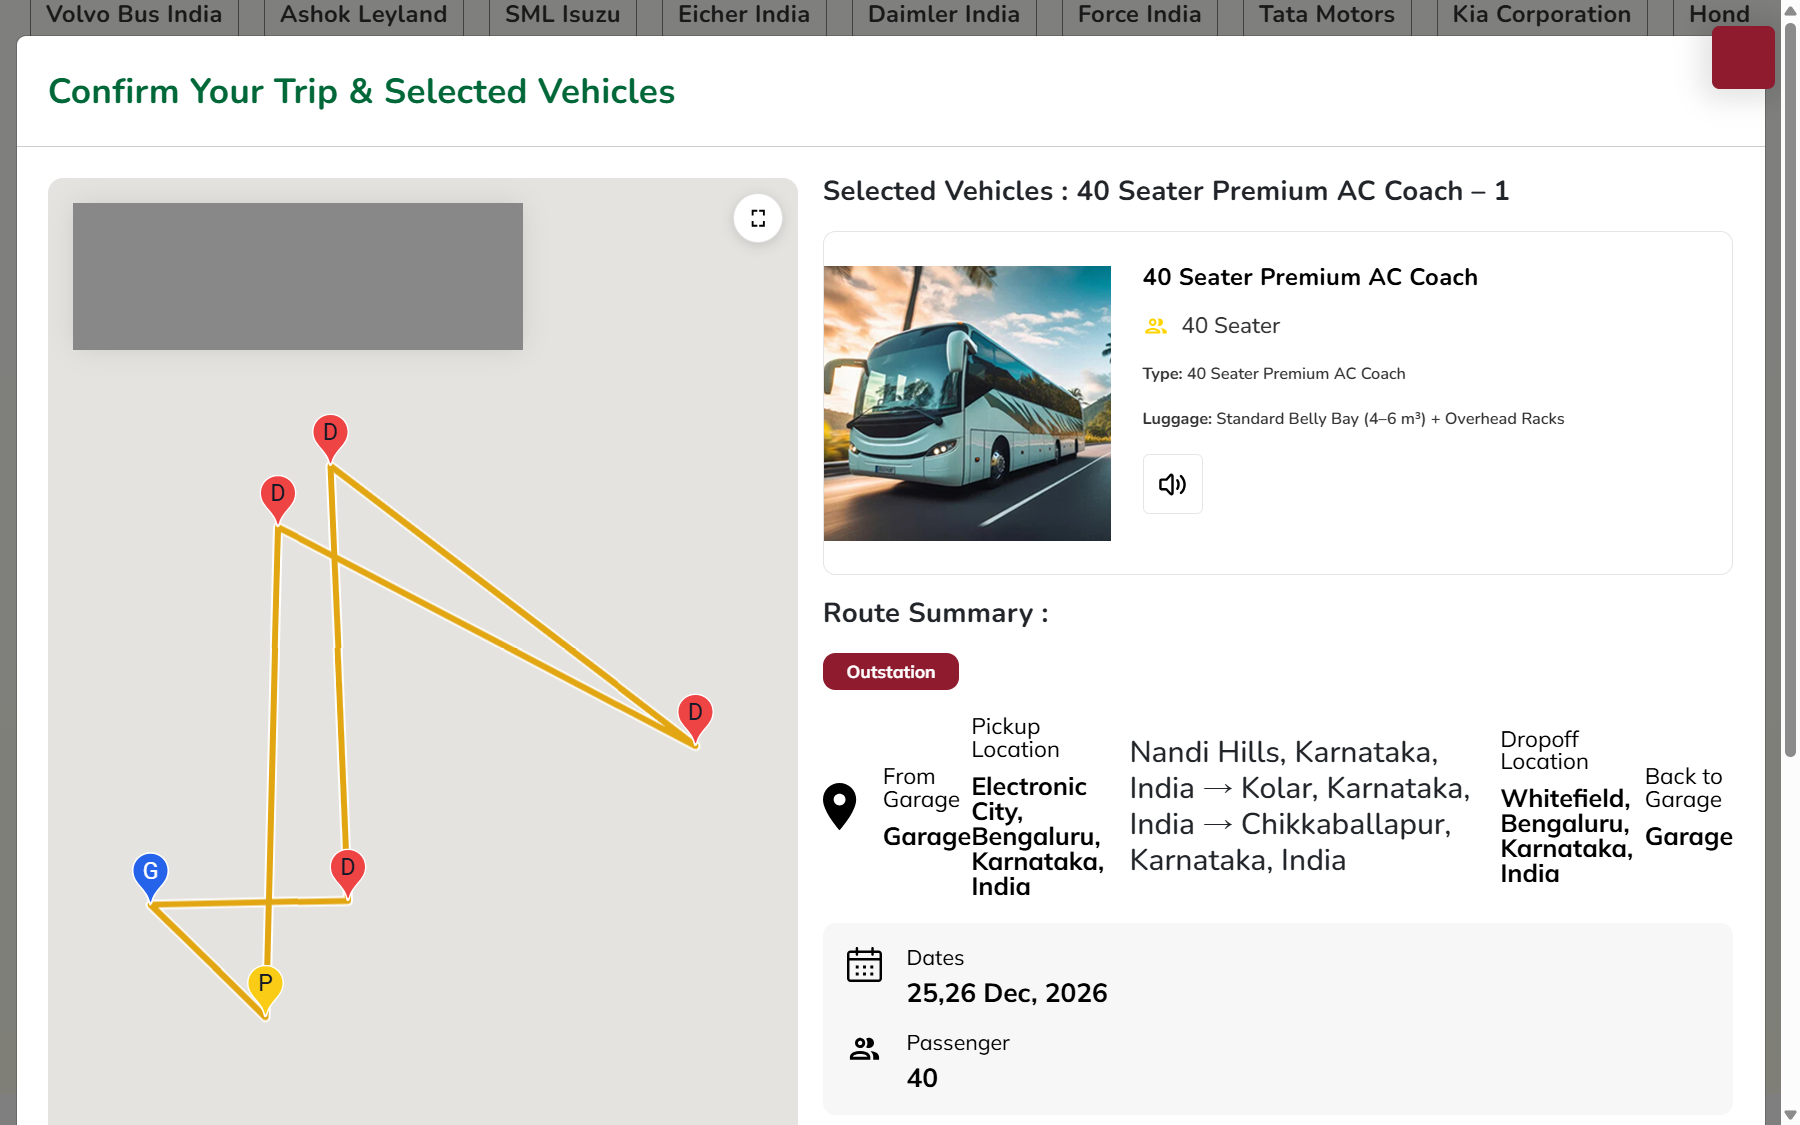 Volvo Bus India
Ashok Leyland
SML Isuzu
Eicher India
Daimler India
Force India
Tata Motors
Kia Corporation
Hond
Confirm Your Trip & Selected Vehicles
D
D
D
G
D
P
Selected Vehicles : 40 Seater Premium AC Coach – 1
40 Seater Premium AC Coach
40 Seater
Type: 40 Seater Premium AC Coach
Luggage: Standard Belly Bay (4–6 m³) + Overhead Racks
Route Summary :
Outstation
From
Garage
Garage
Pickup
Location
Electronic
City,
Bengaluru,
Karnataka,
India
Nandi Hills, Karnataka,
India → Kolar, Karnataka,
India → Chikkaballapur,
Karnataka, India
Dropoff
Location
Whitefield,
Bengaluru,
Karnataka,
India
Back to
Garage
Garage
Dates
25,26 Dec, 2026
Passenger
40